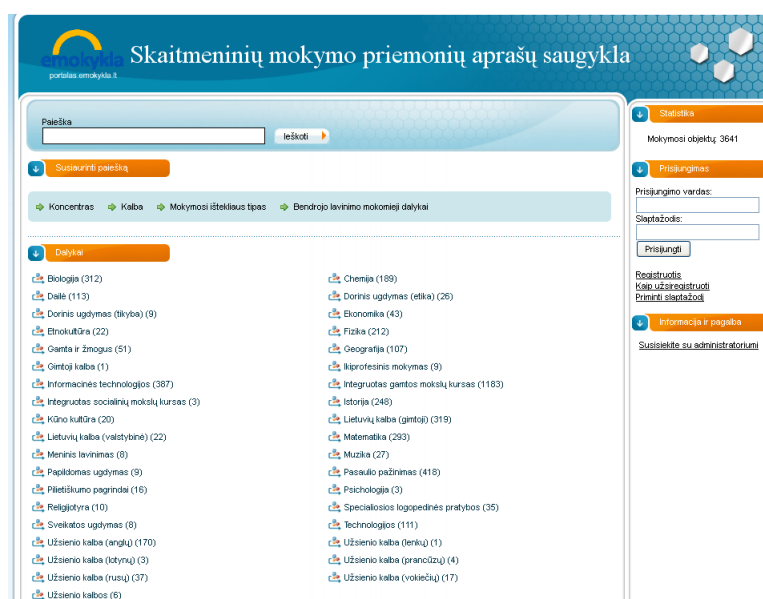 emokykla
portalas.emokykla.lt
Skaitmeninių mokymo priemonių aprašų saugykla
Paieška
Ieškoti
Susiaurinti paiešką
Koncentras Kalba Mokymosi ištekliaus tipas Bendrojo lavinimo mokomieji dalykai
Dalykai
Biologija (312) Chemija (189)
Dailė (113) Dorinis ugdymas (etika) (26)
Dorinis ugdymas (tikyba) (9) Ekonomika (43)
Etnokultūra (22) Fizika (212)
Gamta ir žmogus (51) Geografija (107)
Gimtoji kalba (1) Ikiprofesinis mokymas (9)
Informacinės technologijos (387) Integruotas gamtos mokslų kursas (1183)
Integruotas socialinių mokslų kursas (3) Istorija (248)
Kūno kultūra (20) Lietuvių kalba (gimtoji) (319)
Lietuvių kalba (valstybinė) (22) Matematika (293)
Meninis lavinimas (8) Muzika (27)
Papildomas ugdymas (9) Pasaulio pažinimas (418)
Pilietiškumo pagrindai (16) Psichologija (3)
Religijotyra (10) Specialiosios logopedinės pratybos (35)
Sveikatos ugdymas (8) Technologijos (111)
Užsienio kalba (anglų) (170) Užsienio kalba (lenkų) (1)
Užsienio kalba (lotynų) (3) Užsienio kalba (prancūzų) (4)
Užsienio kalba (rusų) (37) Užsienio kalba (vokiečių) (17)
Užsienio kalbos (6)
Statistika
Mokymosi objektų: 3641
Prisijungimas
Prisijungimo vardas:
Slaptažodis:
Prisijungti
Registruotis
Kaip užsiregistruoti
Priminti slaptažodį
Informacija ir pagalba
Susisiekite su administratoriumi